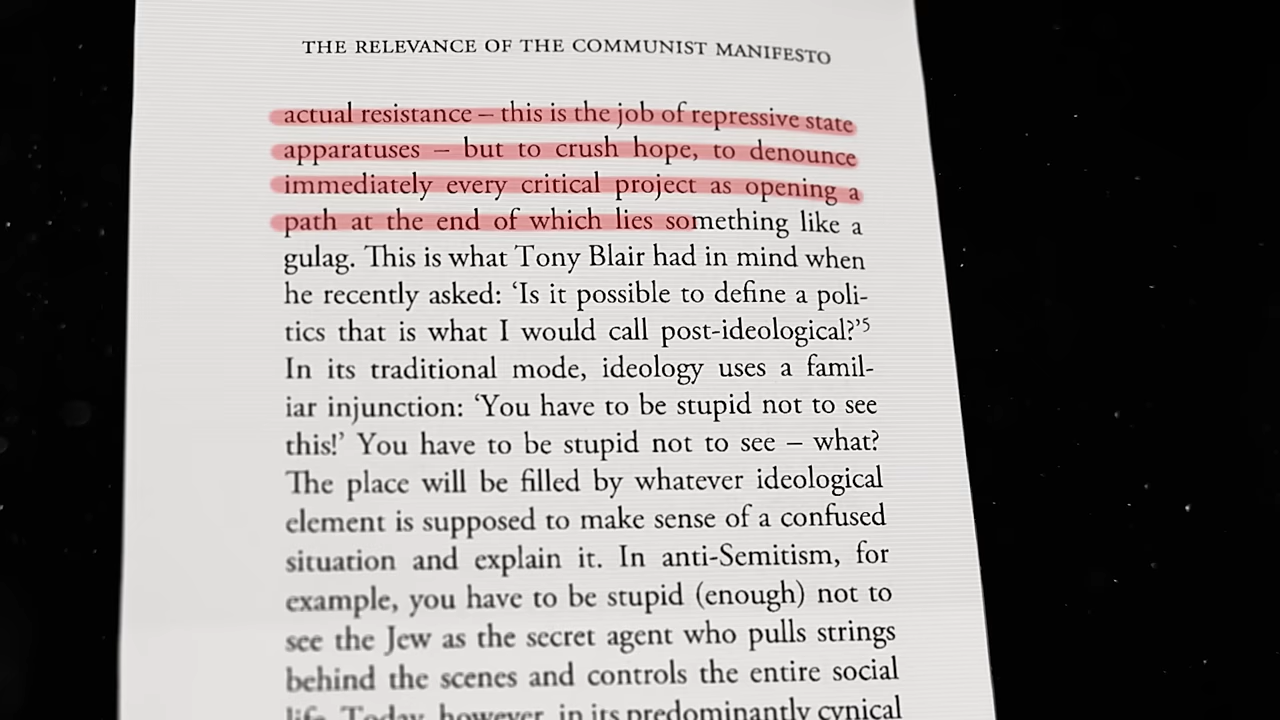 THE RELEVANCE OF THE COMMUNIST MANIFESTO
actual resistance – this is the job of repressive state
apparatuses – but to crush hope, to denounce
immediately every critical project as opening a
path at the end of which lies something like a
gulag. This is what Tony Blair had in mind when
he recently asked: ‘Is it possible to define a poli-
tics that is what I would call post-ideological?’⁵
In its traditional mode, ideology uses a famil-
iar injunction: ‘You have to be stupid not to see
this!’ You have to be stupid not to see – what?
The place will be filled by whatever ideological
element is supposed to make sense of a confused
situation and explain it. In anti-Semitism, for
example, you have to be stupid (enough) not to
see the Jew as the secret agent who pulls strings
behind the scenes and controls the entire social
life. Today, however, in its predominantly cynical